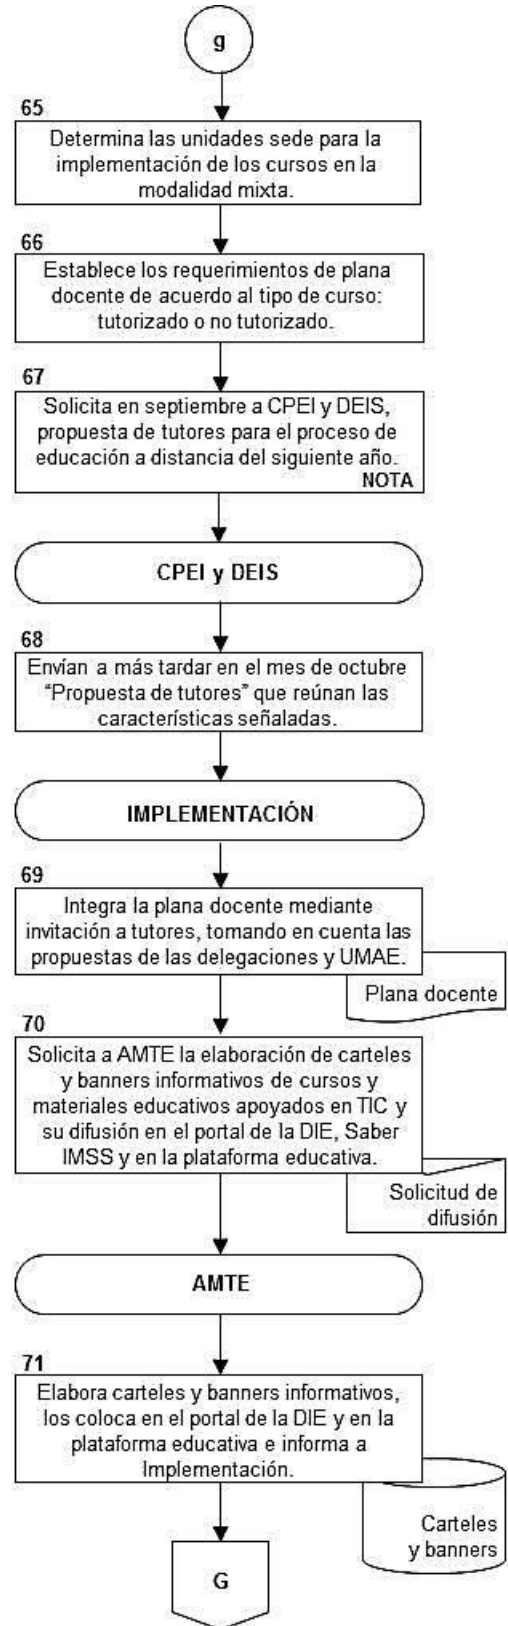 g
65
Determina las unidades sede para la
implementación de los cursos en la
modalidad mixta.
66
Establece los requerimientos de plana
docente de acuerdo al tipo de curso:
tutorizado o no tutorizado.
67
Solicita en septiembre a CPEI y DEIS,
propuesta de tutores para el proceso de
educación a distancia del siguiente año.
NOTA
CPEI y DEIS
68
Envían a más tardar en el mes de octubre
“Propuesta de tutores” que reúnan las
características señaladas.
IMPLEMENTACIÓN
69
Integra la plana docente mediante
invitación a tutores, tomando en cuenta las
propuestas de las delegaciones y UMAE.
Plana docente
70
Solicita a AMTE la elaboración de carteles
y banners informativos de cursos y
materiales educativos apoyados en TIC y
su difusión en el portal de la DIE, Saber
IMSS y en la plataforma educativa.
Solicitud de
difusión
AMTE
71
Elabora carteles y banners informativos,
los coloca en el portal de la DIE y en la
plataforma educativa e informa a
Implementación.
Carteles
y banners
G